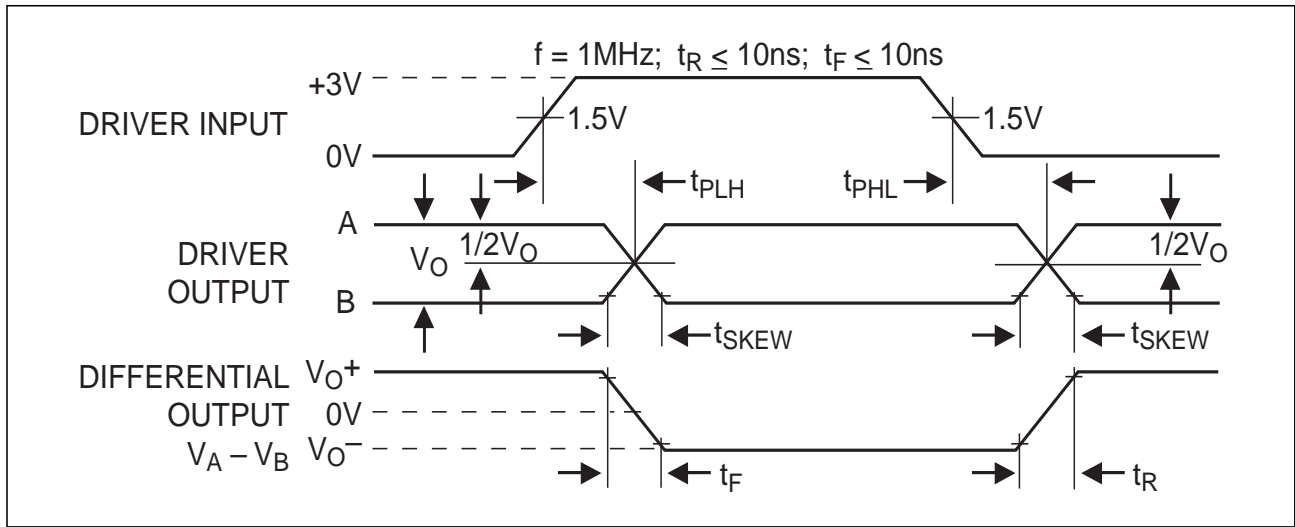 f = 1MHz; tR ≤ 10ns; tF ≤ 10ns
+3V
DRIVER INPUT
1.5V
1.5V
0V
tPLH
tPHL
A
DRIVER
OUTPUT
VO
1/2VO
1/2VO
B
tSKEW
tSKEW
DIFFERENTIAL
OUTPUT
VA – VB
VO+
0V
VO–
tF
tR